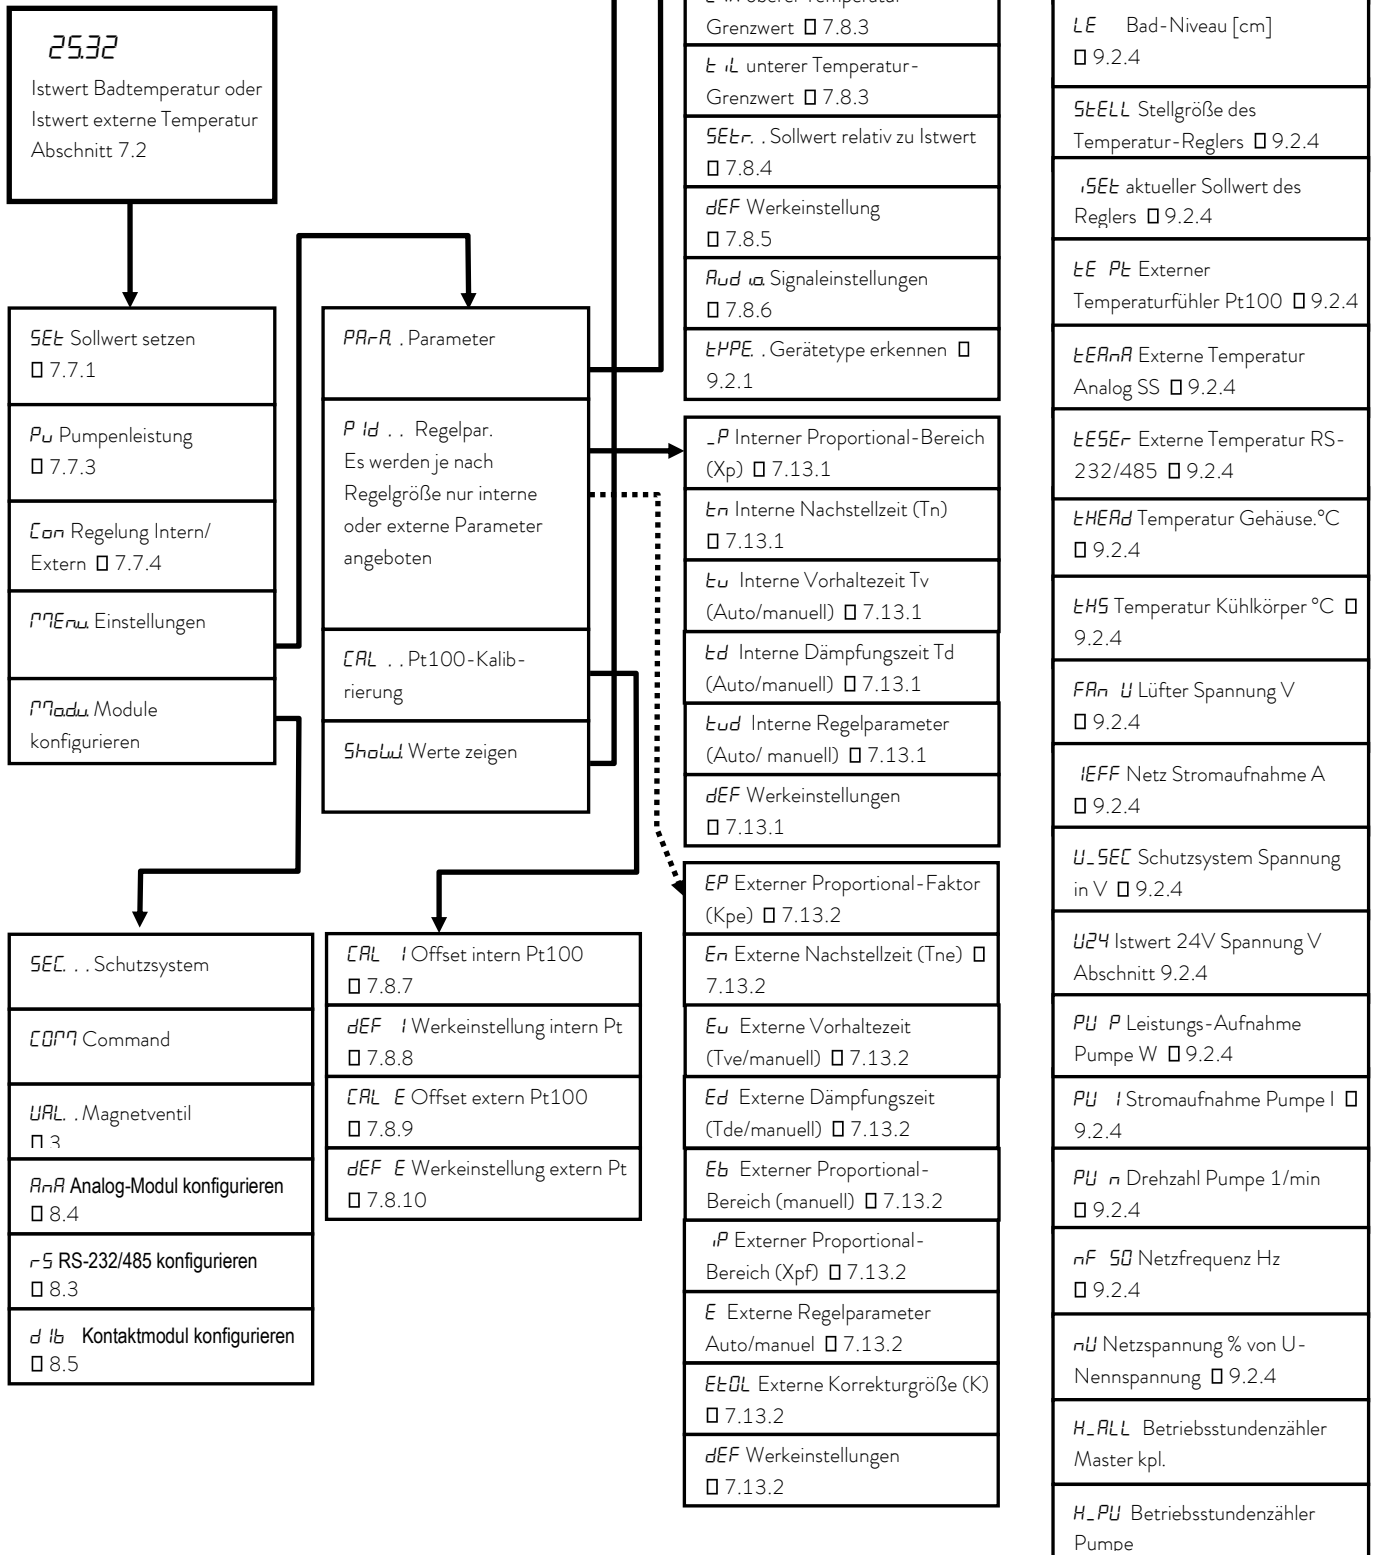 25.32
Istwert Badtemperatur oder
Istwert externe Temperatur
Abschnitt 7.2
SEt Sollwert setzen
7.7.1
Pu Pumpenleistung
7.7.3
Con Regelung Intern/
Extern 7.7.4
MEnu. Einstellungen
Modu. Module
konfigurieren
PArA. . Parameter
PId . . Regelpar.
Es werden je nach
Regelgröße nur interne
oder externe Parameter
angeboten
CAL . . Pt100-Kalib-
rierung
ShoW. Werte zeigen
SEC. . . Schutzsystem
COM Command
VAL. . Magnetventil
3
AnA Analog-Modul konfigurieren
8.4
rS RS-232/485 konfigurieren
8.3
dIb Kontaktmodul konfigurieren
8.5
CAL I Offset intern Pt100
7.8.7
dEF I Werkeinstellung intern Pt
7.8.8
CAL E Offset extern Pt100
7.8.9
dEF E Werkeinstellung extern Pt
7.8.10
Grenzwert 7.8.3
tiL unterer Temperatur-
Grenzwert 7.8.3
SEtr. . Sollwert relativ zu Istwert
7.8.4
dEF Werkeinstellung
7.8.5
Audio. Signaleinstellungen
7.8.6
tYPE. . Gerätetype erkennen
9.2.1
_P Interner Proportional-Bereich
(Xp) 7.13.1
tn Interne Nachstellzeit (Tn)
7.13.1
tu Interne Vorhaltezeit Tv
(Auto/manuell) 7.13.1
td Interne Dämpfungszeit Td
(Auto/manuell) 7.13.1
tud Interne Regelparameter
(Auto/ manuell) 7.13.1
dEF Werkeinstellungen
7.13.1
EP Externer Proportional-Faktor
(Kpe) 7.13.2
En Externe Nachstellzeit (Tne)
7.13.2
Eu Externe Vorhaltezeit
(Tve/manuell) 7.13.2
Ed Externe Dämpfungszeit
(Tde/manuell) 7.13.2
Eb Externer Proportional-
Bereich (manuell) 7.13.2
iP Externer Proportional-
Bereich (Xpf) 7.13.2
E Externe Regelparameter
Auto/manuel 7.13.2
EtOL Externe Korrekturgröße (K)
7.13.2
dEF Werkeinstellungen
7.13.2
LE Bad-Niveau [cm]
9.2.4
StELL Stellgröße des
Temperatur-Reglers 9.2.4
iSEt aktueller Sollwert des
Reglers 9.2.4
tE Pt Externer
Temperaturfühler Pt100 9.2.4
tEAnA Externe Temperatur
Analog SS 9.2.4
tESEr Externe Temperatur RS-
232/485 9.2.4
tHEAd Temperatur Gehäuse.°C
9.2.4
tHS Temperatur Kühlkörper °C
9.2.4
FAn U Lüfter Spannung V
9.2.4
IEFF Netz Stromaufnahme A
9.2.4
U_SEC Schutzsystem Spannung
in V 9.2.4
U24 Istwert 24V Spannung V
Abschnitt 9.2.4
PU P Leistungs-Aufnahme
Pumpe W 9.2.4
PU I Stromaufnahme Pumpe I
9.2.4
PU n Drehzahl Pumpe 1/min
9.2.4
nF 50 Netzfrequenz Hz
9.2.4
nU Netzspannung % von U-
Nennspannung 9.2.4
H_ALL Betriebsstundenzähler
Master kpl.
H_PU Betriebsstundenzähler
Pumpe